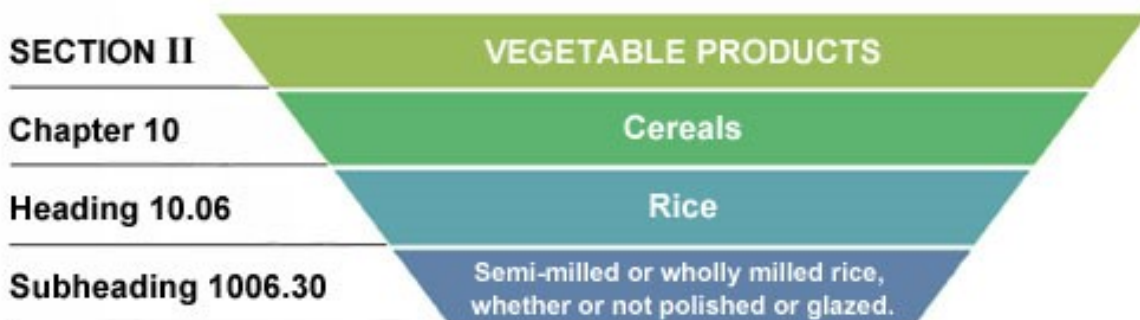 SECTION II
VEGETABLE PRODUCTS
Chapter 10
Cereals
Heading 10.06
Rice
Subheading 1006.30
Semi-milled or wholly milled rice,
whether or not polished or glazed.